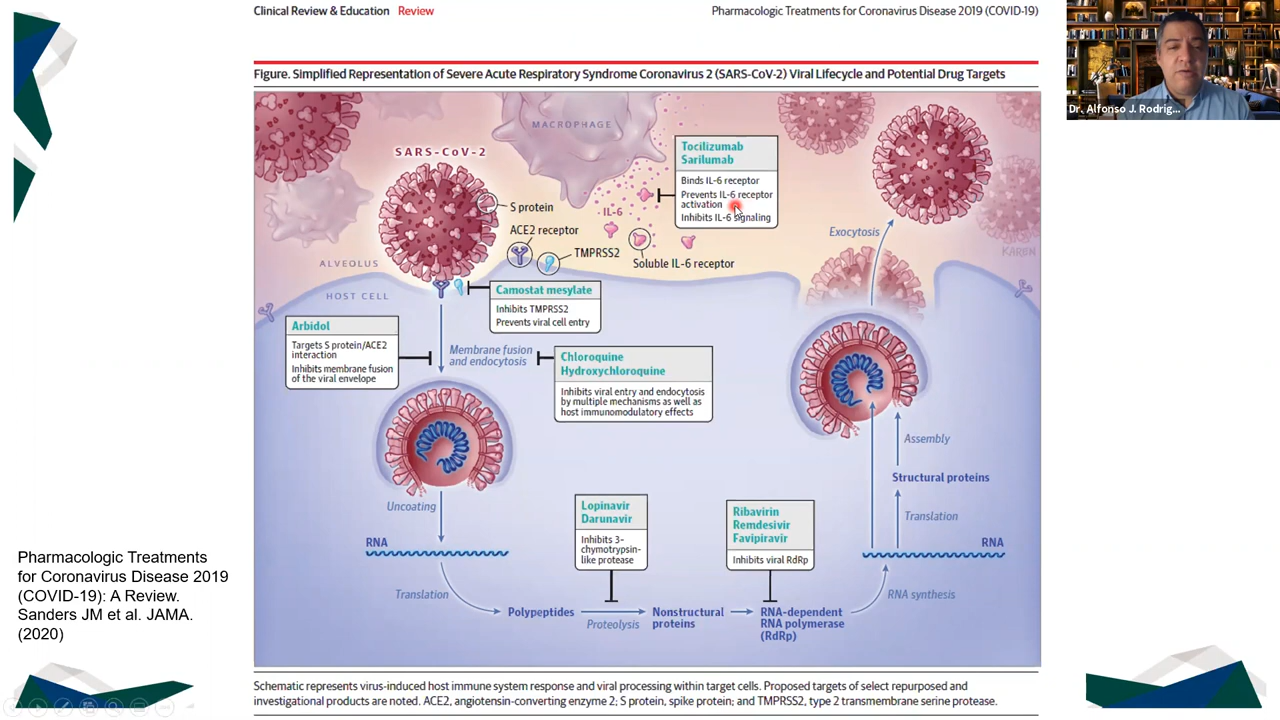 Clinical Review & Education Review
Pharmacologic Treatments for Coronavirus Disease 2019 (COVID-19)
Dr. Alfonso J. Rodrig...
Figure. Simplified Representation of Severe Acute Respiratory Syndrome Coronavirus 2 (SARS-CoV-2) Viral Lifecycle and Potential Drug Targets
MACROPHAGE
SARS-CoV-2
Tocilizumab
Sarilumab
Binds IL-6 receptor
Prevents IL-6 receptor
activation
Inhibits IL-6 signaling
S protein
IL-6
ACE2 receptor
TMPRSS2
Soluble IL-6 receptor
Exocytosis
KAREN
ALVEOLUS
HOST CELL
Camostat mesylate
Inhibits TMPRSS2
Prevents viral cell entry
Arbidol
Targets S protein/ACE2
interaction
Inhibits membrane fusion
of the viral envelope
Membrane fusion
and endocytosis
Chloroquine
Hydroxychloroquine
Inhibits viral entry and endocytosis
by multiple mechanisms as well as
host immunomodulatory effects
Assembly
Structural proteins
Translation
Uncoating
RNA
Lopinavir
Darunavir
Inhibits 3-
chymotrypsin-
like protease
Ribavirin
Remdesivir
Favipiravir
Inhibits viral RdRp
RNA
Translation
Polypeptides
Proteolysis
Nonstructural
proteins
RNA-dependent
RNA polymerase
(RdRp)
RNA synthesis
Pharmacologic Treatments
for Coronavirus Disease 2019
(COVID-19): A Review.
Sanders JM et al. JAMA.
(2020)
Schematic represents virus-induced host immune system response and viral processing within target cells. Proposed targets of select repurposed and
investigational products are noted. ACE2, angiotensin-converting enzyme 2; S protein, spike protein; and TMPRSS2, type 2 transmembrane serine protease.